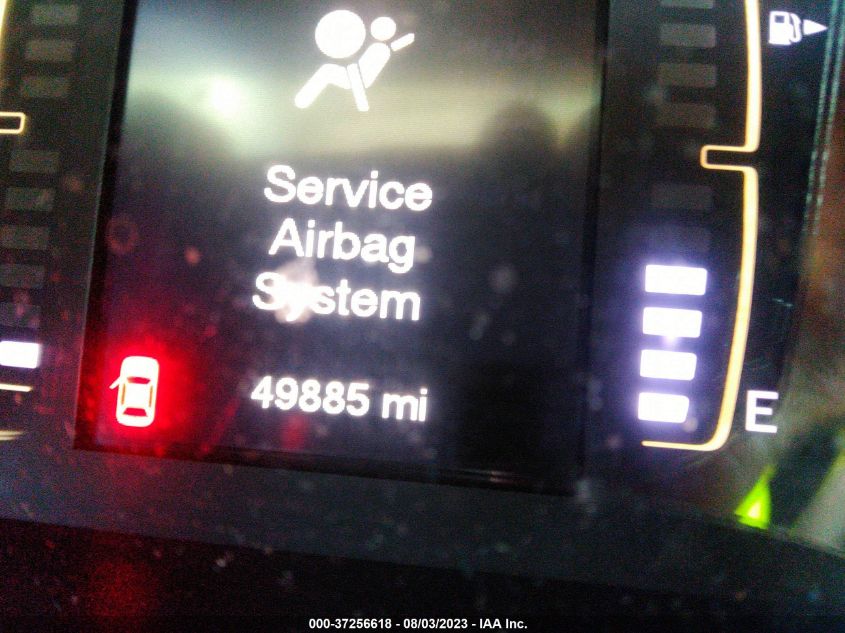 Service
Airbag
System
49885 mi
E
000-37256618 - 08/03/2023 - IAA Inc.